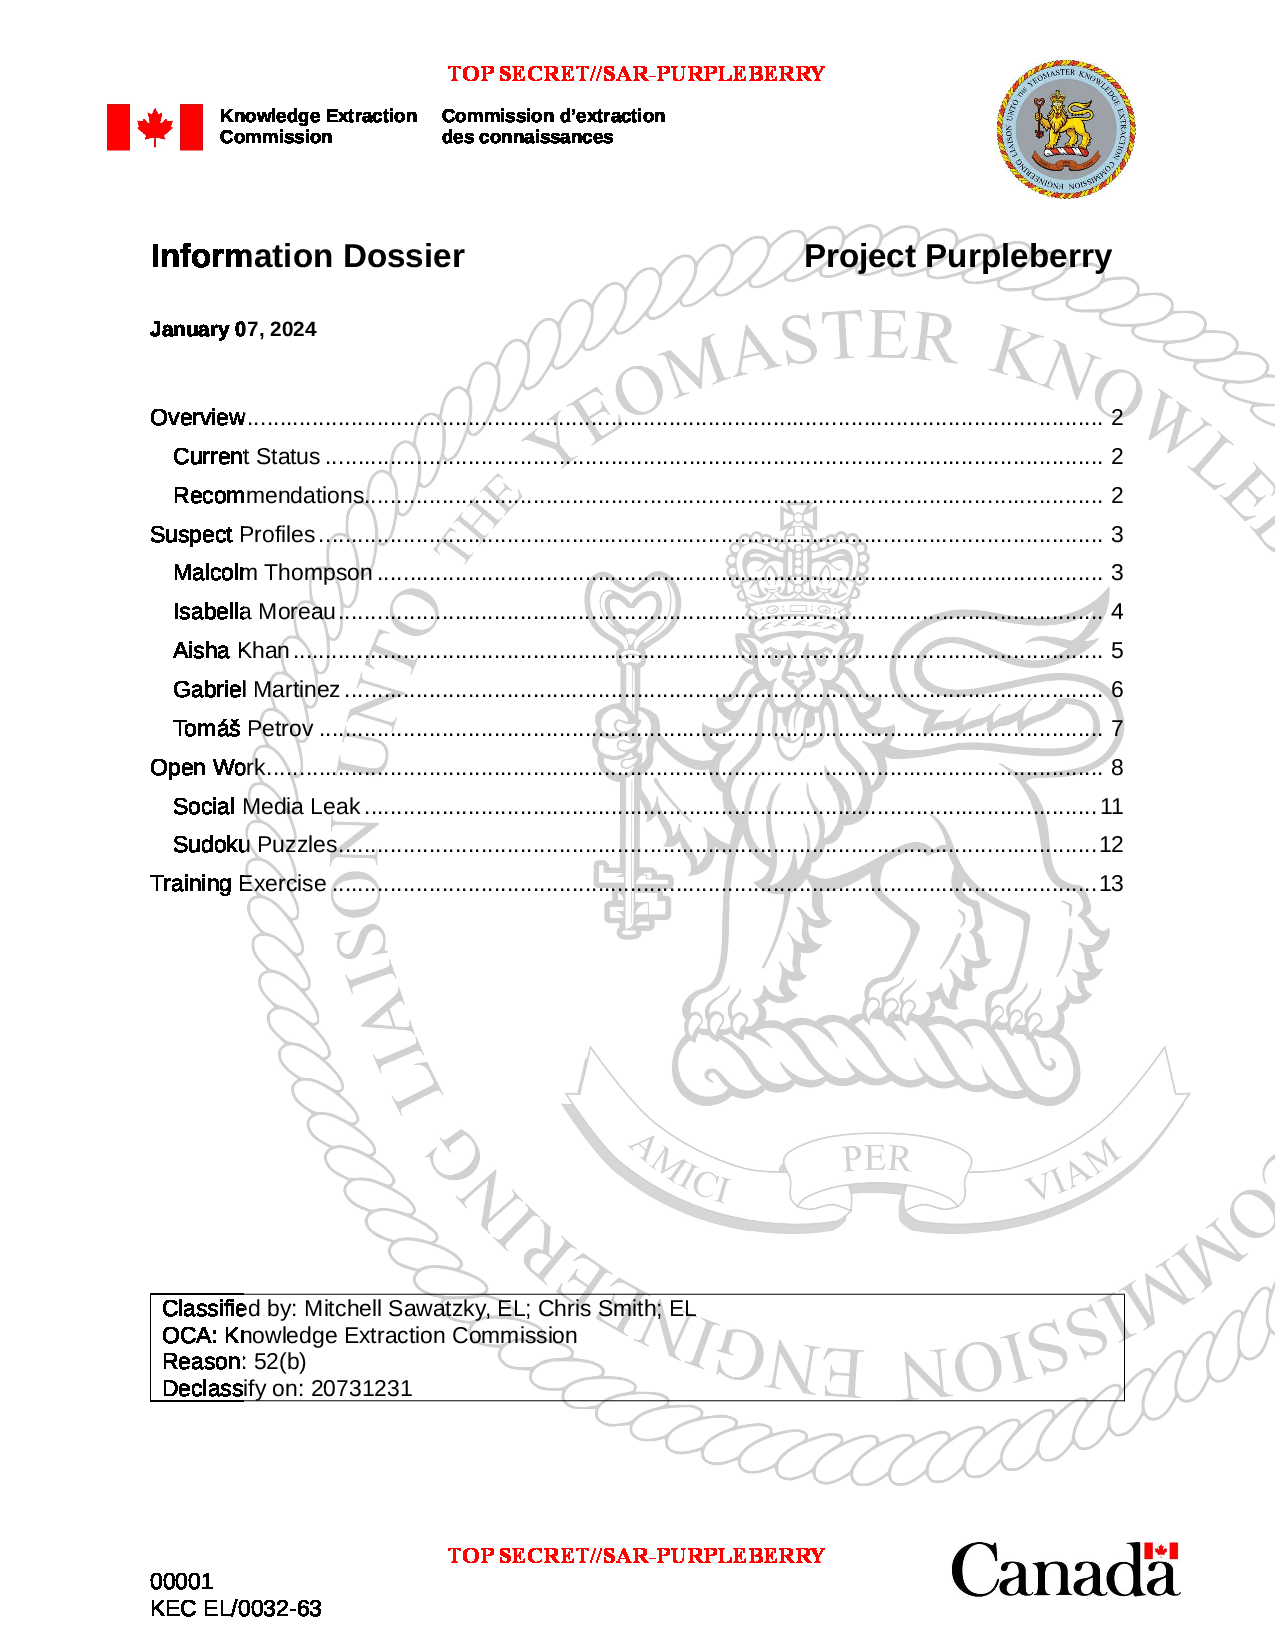 TOP SECRET//SAR-PURPLEBERRY
Knowledge Extraction Commission d'extraction
Commission des connaissances
ENGINEERING LIAISON UNTO THE YEOMASTER KNOWLEDGE EXTRACTION COMMISSION
Information Dossier Project Purpleberry
January 07, 2024
Overview 2
Current Status 2
Recommendations 2
Suspect Profiles 3
Malcolm Thompson 3
Isabella Moreau 4
Aisha Khan 5
Gabriel Martinez 6
Tomáš Petrov 7
Open Work 8
Social Media Leak 11
Sudoku Puzzles 12
Training Exercise 13
LIAISON UNTO THE YEOMASTER KNOWLE
AMICI PER VIAM
ENGINEERING
OMMISSION
Classified by: Mitchell Sawatzky, EL; Chris Smith; EL
OCA: Knowledge Extraction Commission
Reason: 52(b)
Declassify on: 20731231
TOP SECRET//SAR-PURPLEBERRY
00001
KEC EL/0032-63
Canada